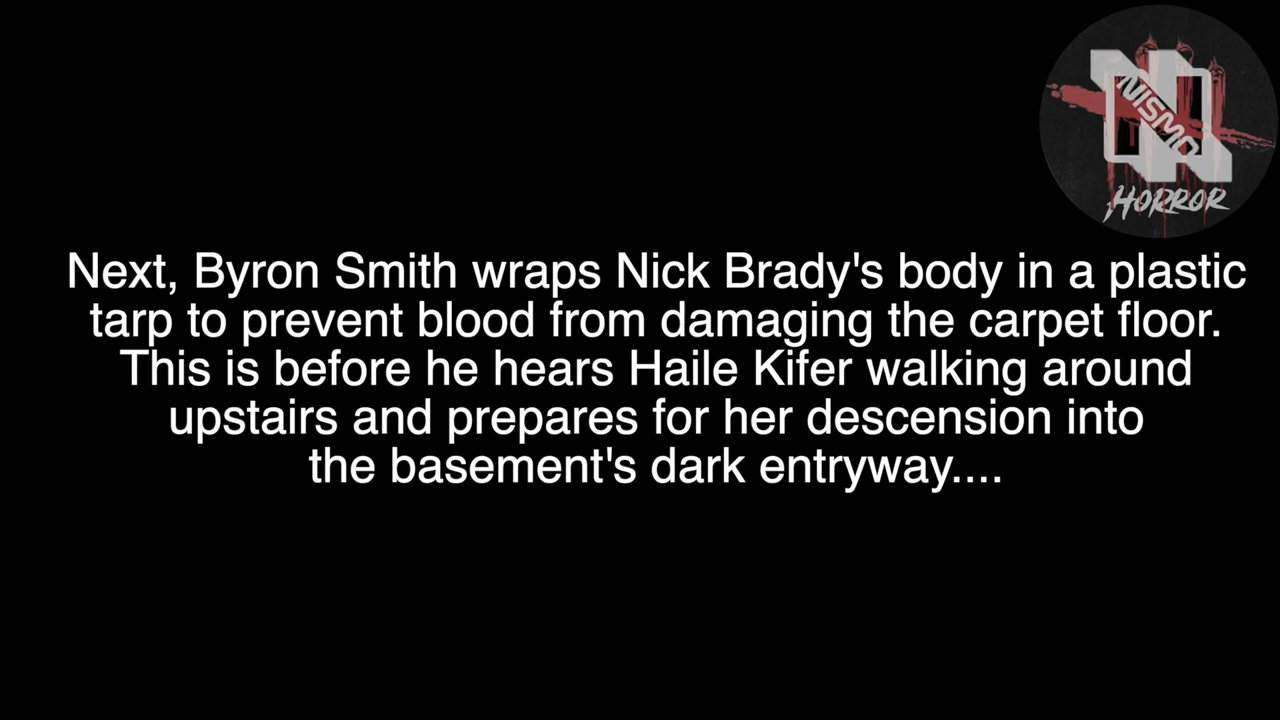 NISMO
HORROR
Next, Byron Smith wraps Nick Brady's body in a plastic
tarp to prevent blood from damaging the carpet floor.
This is before he hears Haile Kifer walking around
upstairs and prepares for her descension into
the basement's dark entryway....